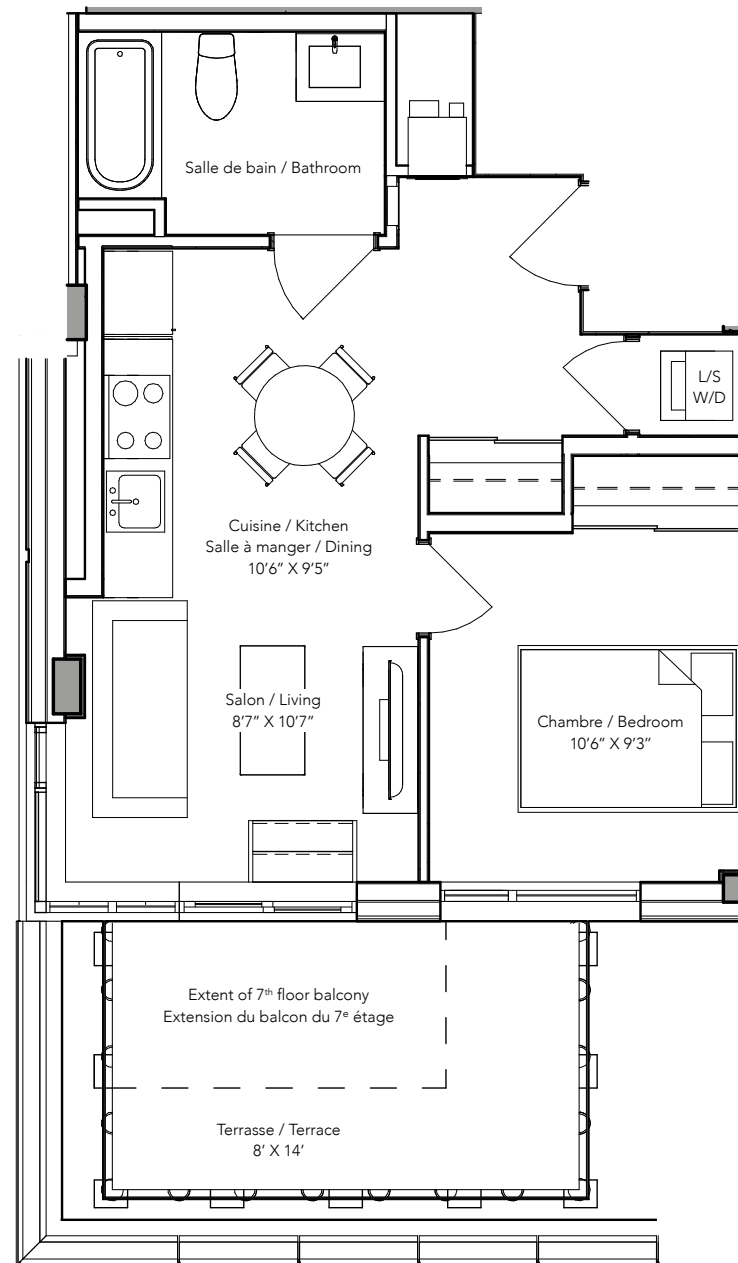 Salle de bain / Bathroom
L/S
W/D
Cuisine / Kitchen
Salle à manger / Dining
10’6” X 9’5”
Salon / Living
8’7” X 10’7”
Chambre / Bedroom
10’6” X 9’3”
Extent of 7th floor balcony
Extension du balcon du 7e étage
Terrasse / Terrace
8’ X 14’